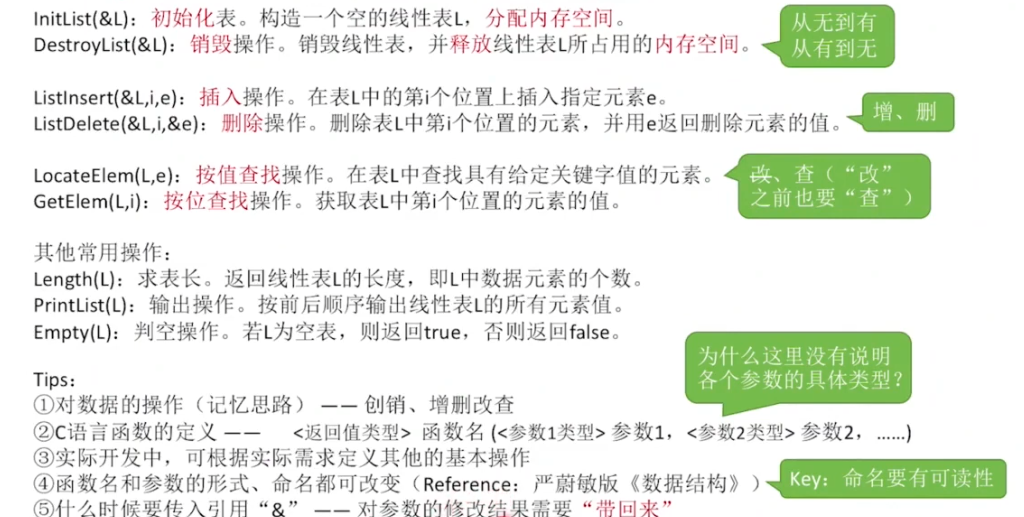 InitList(&L)：初始化表。构造一个空的线性表L，分配内存空间。
DestroyList(&L)：销毁操作。销毁线性表，并释放线性表L所占用的内存空间。
从无到有
从有到无
ListInsert(&L,i,e)：插入操作。在表L中的第i个位置上插入指定元素e。
ListDelete(&L,i,&e)：删除操作。删除表L中第i个位置的元素，并用e返回删除元素的值。
增、删
LocateElem(L,e)：按值查找操作。在表L中查找具有给定关键字值的元素。
GetElem(L,i)：按位查找操作。获取表L中第i个位置的元素的值。
改、查（“改”
之前也要“查”）
其他常用操作：
Length(L)：求表长。返回线性表L的长度，即L中数据元素的个数。
PrintList(L)：输出操作。按前后顺序输出线性表L的所有元素值。
Empty(L)：判空操作。若L为空表，则返回true，否则返回false。
为什么这里没有说明
各个参数的具体类型？
Tips：
①对数据的操作（记忆思路） —— 创销、增删改查
②C语言函数的定义 —— <返回值类型> 函数名 (<参数1类型> 参数1，<参数2类型> 参数2，……)
③实际开发中，可根据实际需求定义其他的基本操作
④函数名和参数的形式、命名都可改变（Reference：严蔚敏版《数据结构》）
Key：命名要有可读性
⑤什么时候要传入引用“&” —— 对参数的修改结果需要“带回来”